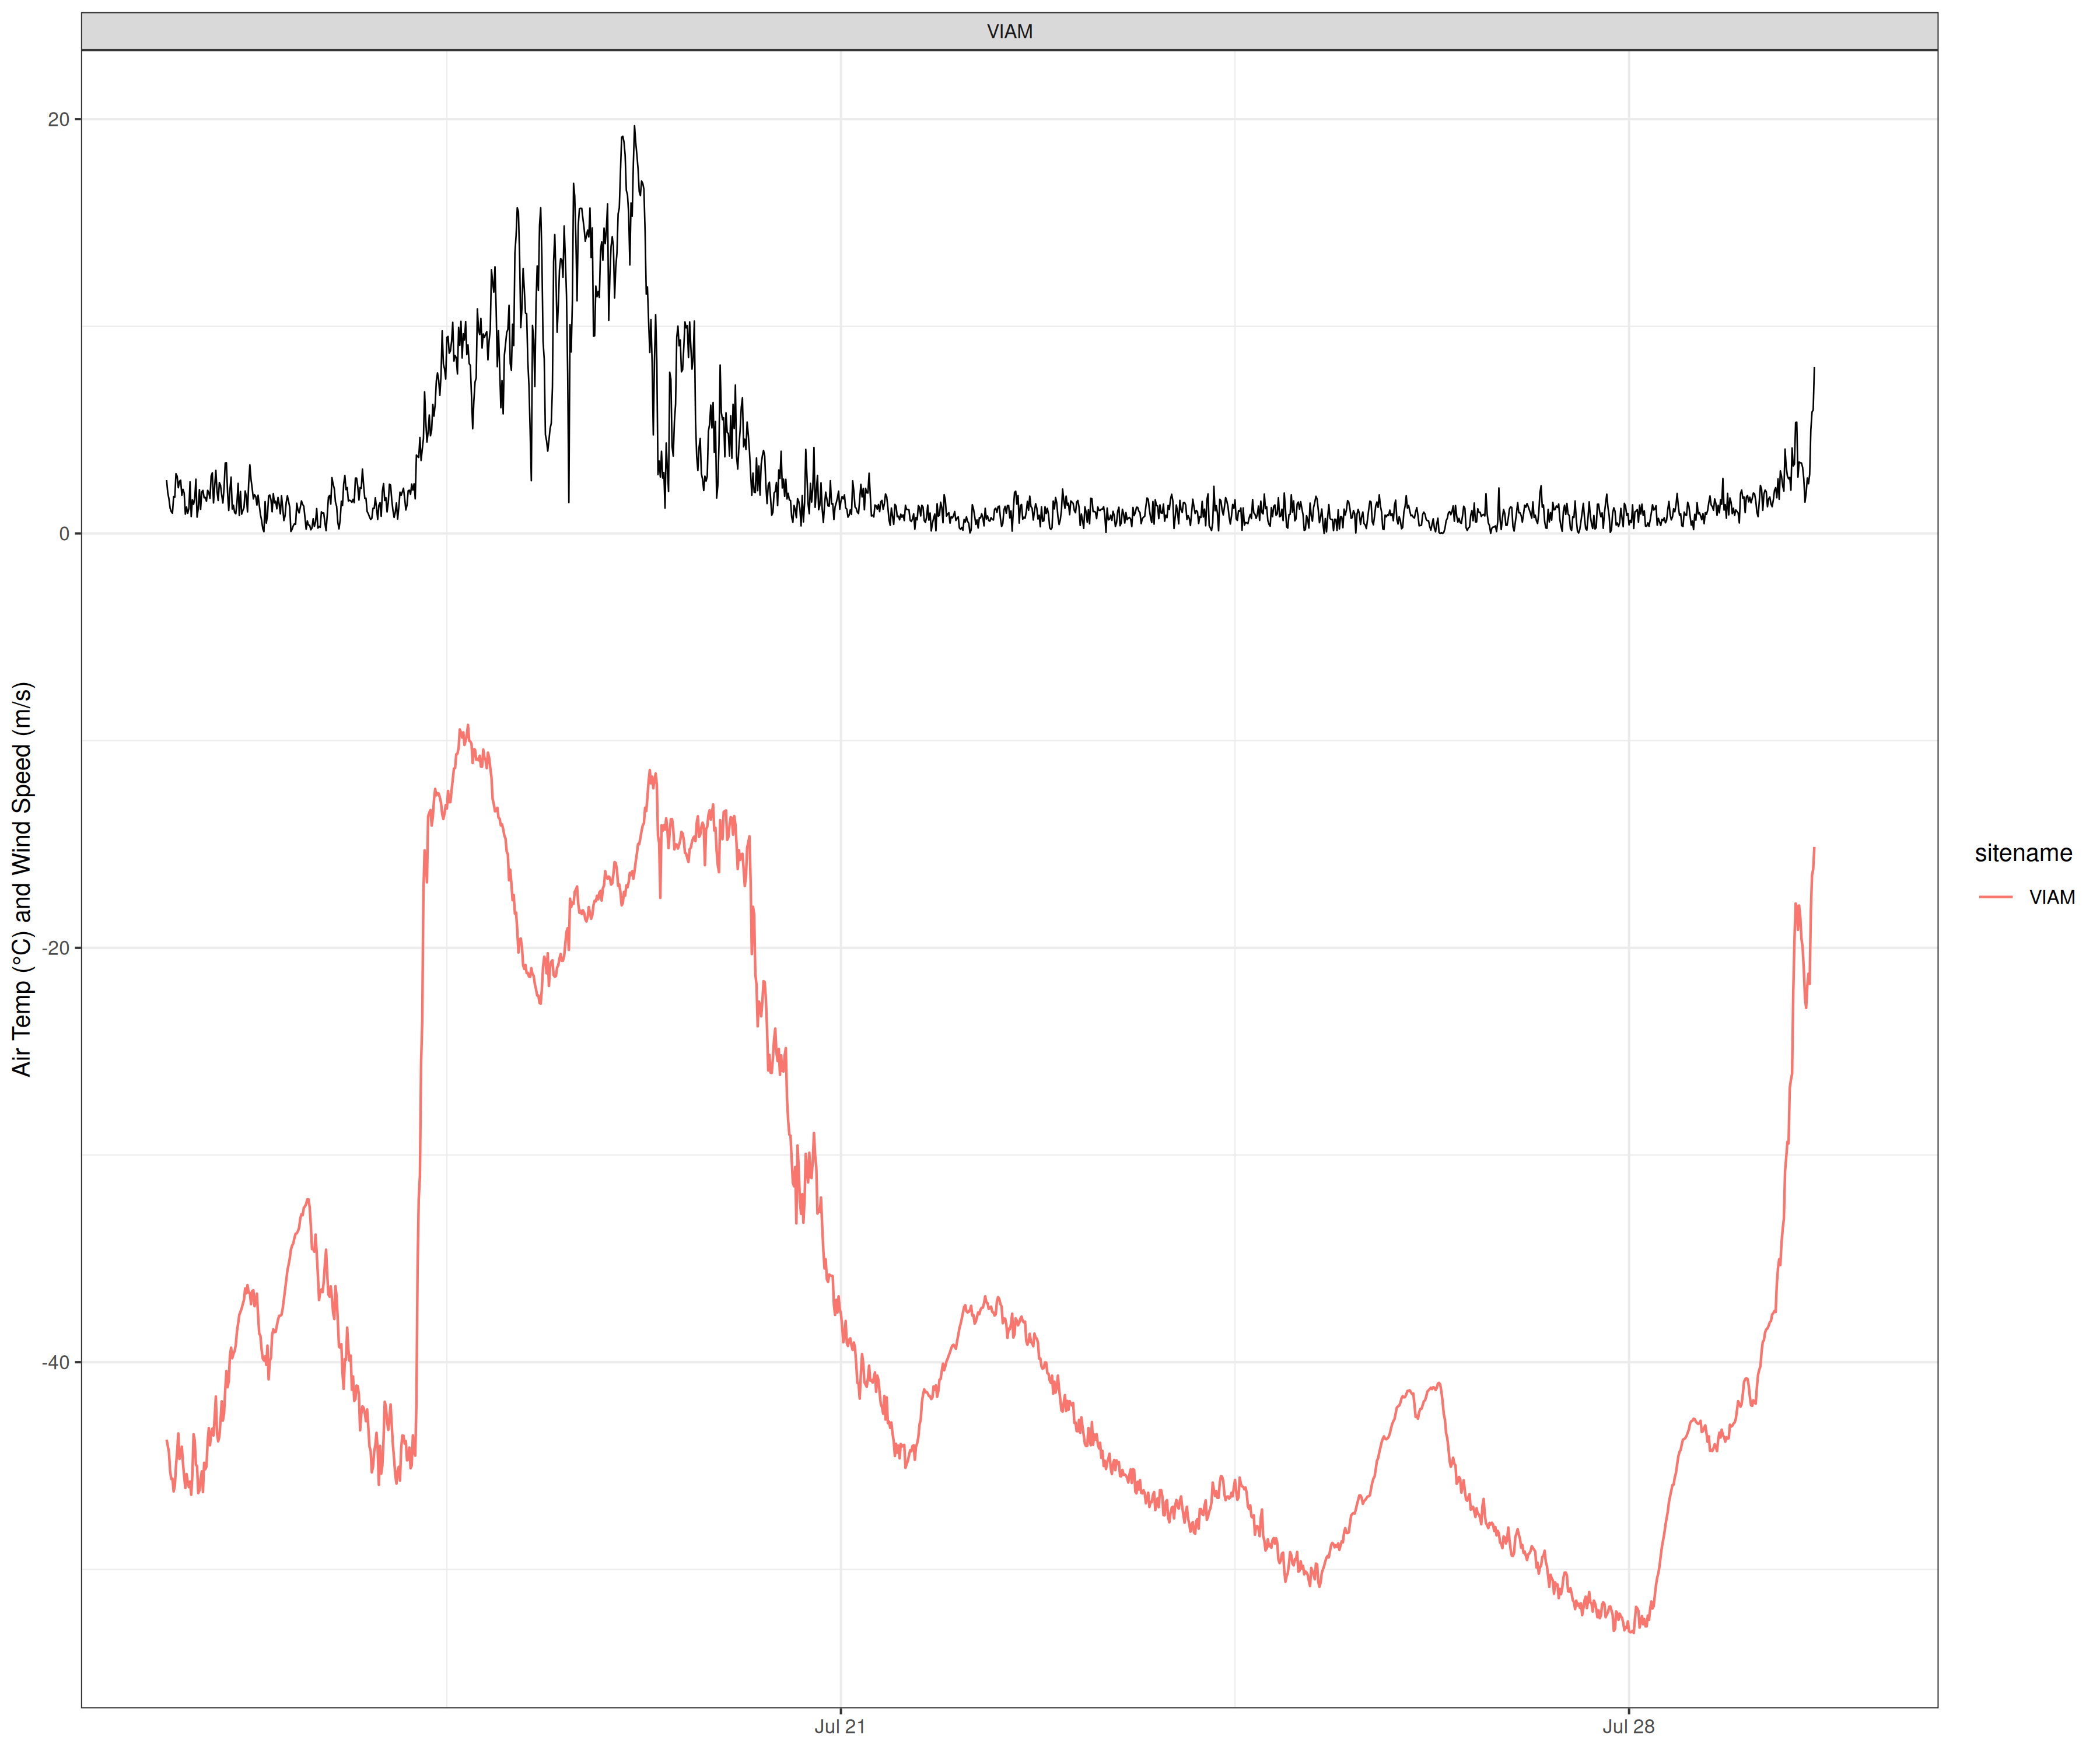 VIAM
20
0
-20
-40
Air Temp (°C) and Wind Speed (m/s)
Jul 21
Jul 28
sitename
VIAM